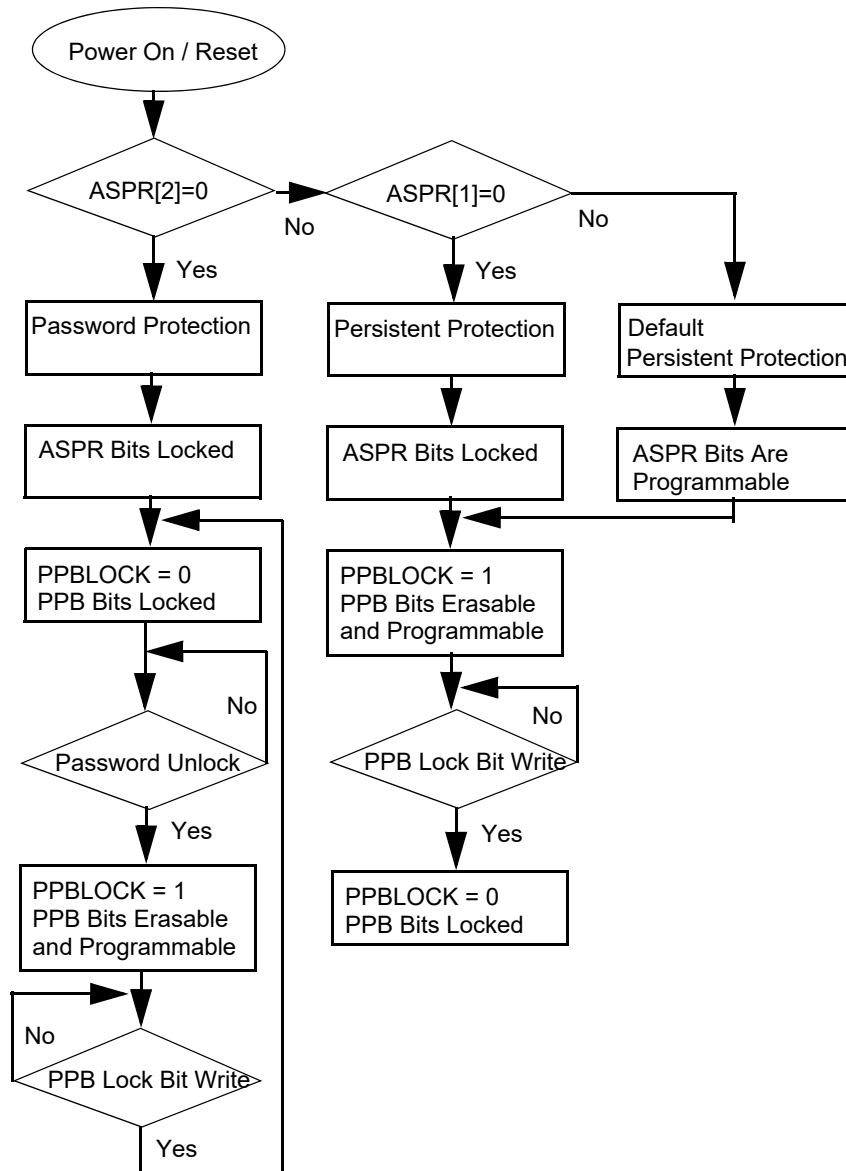 Power On / Reset
ASPR[2]=0
No
ASPR[1]=0
No
Yes
Yes
Password Protection
Persistent Protection
Default
Persistent Protection
ASPR Bits Locked
ASPR Bits Locked
ASPR Bits Are
Programmable
PPBLOCK = 0
PPB Bits Locked
PPBLOCK = 1
PPB Bits Erasable
and Programmable
No
Password Unlock
No
PPB Lock Bit Write
Yes
Yes
PPBLOCK = 1
PPB Bits Erasable
and Programmable
PPBLOCK = 0
PPB Bits Locked
No
PPB Lock Bit Write
Yes